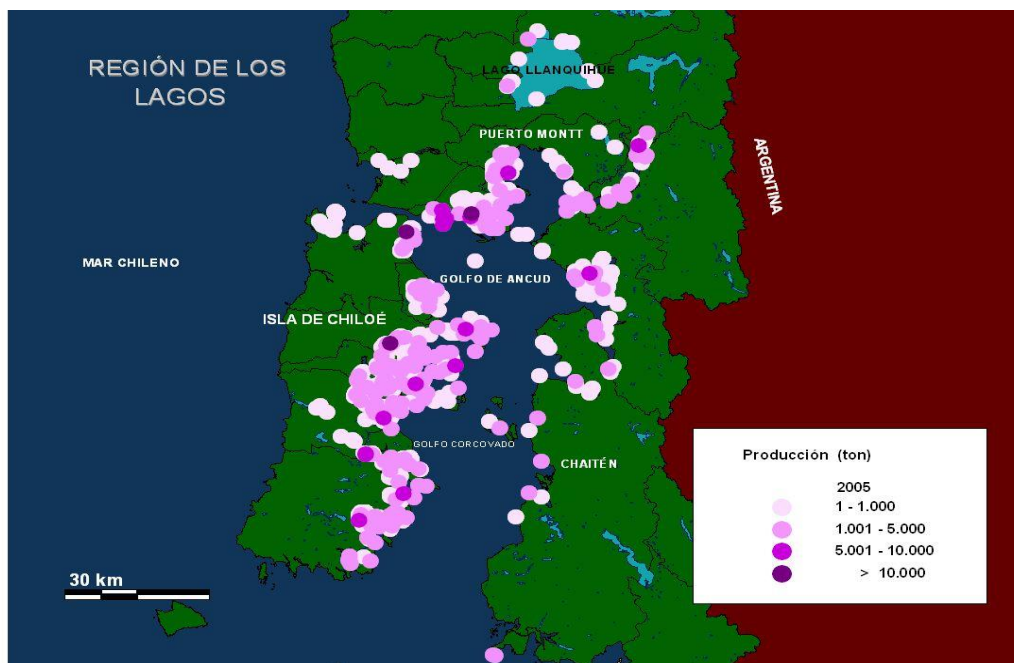 REGIÓN DE LOS
LAGOS
LAGO LLANQUIHUE
PUERTO MONTT
ARGENTINA
MAR CHILENO
GOLFO DE ANCUD
ISLA DE CHILOÉ
GOLFO CORCOVADO
CHAITÉN
Producción (ton)
2005
1 - 1.000
1.001 - 5.000
5.001 - 10.000
> 10.000
30 km